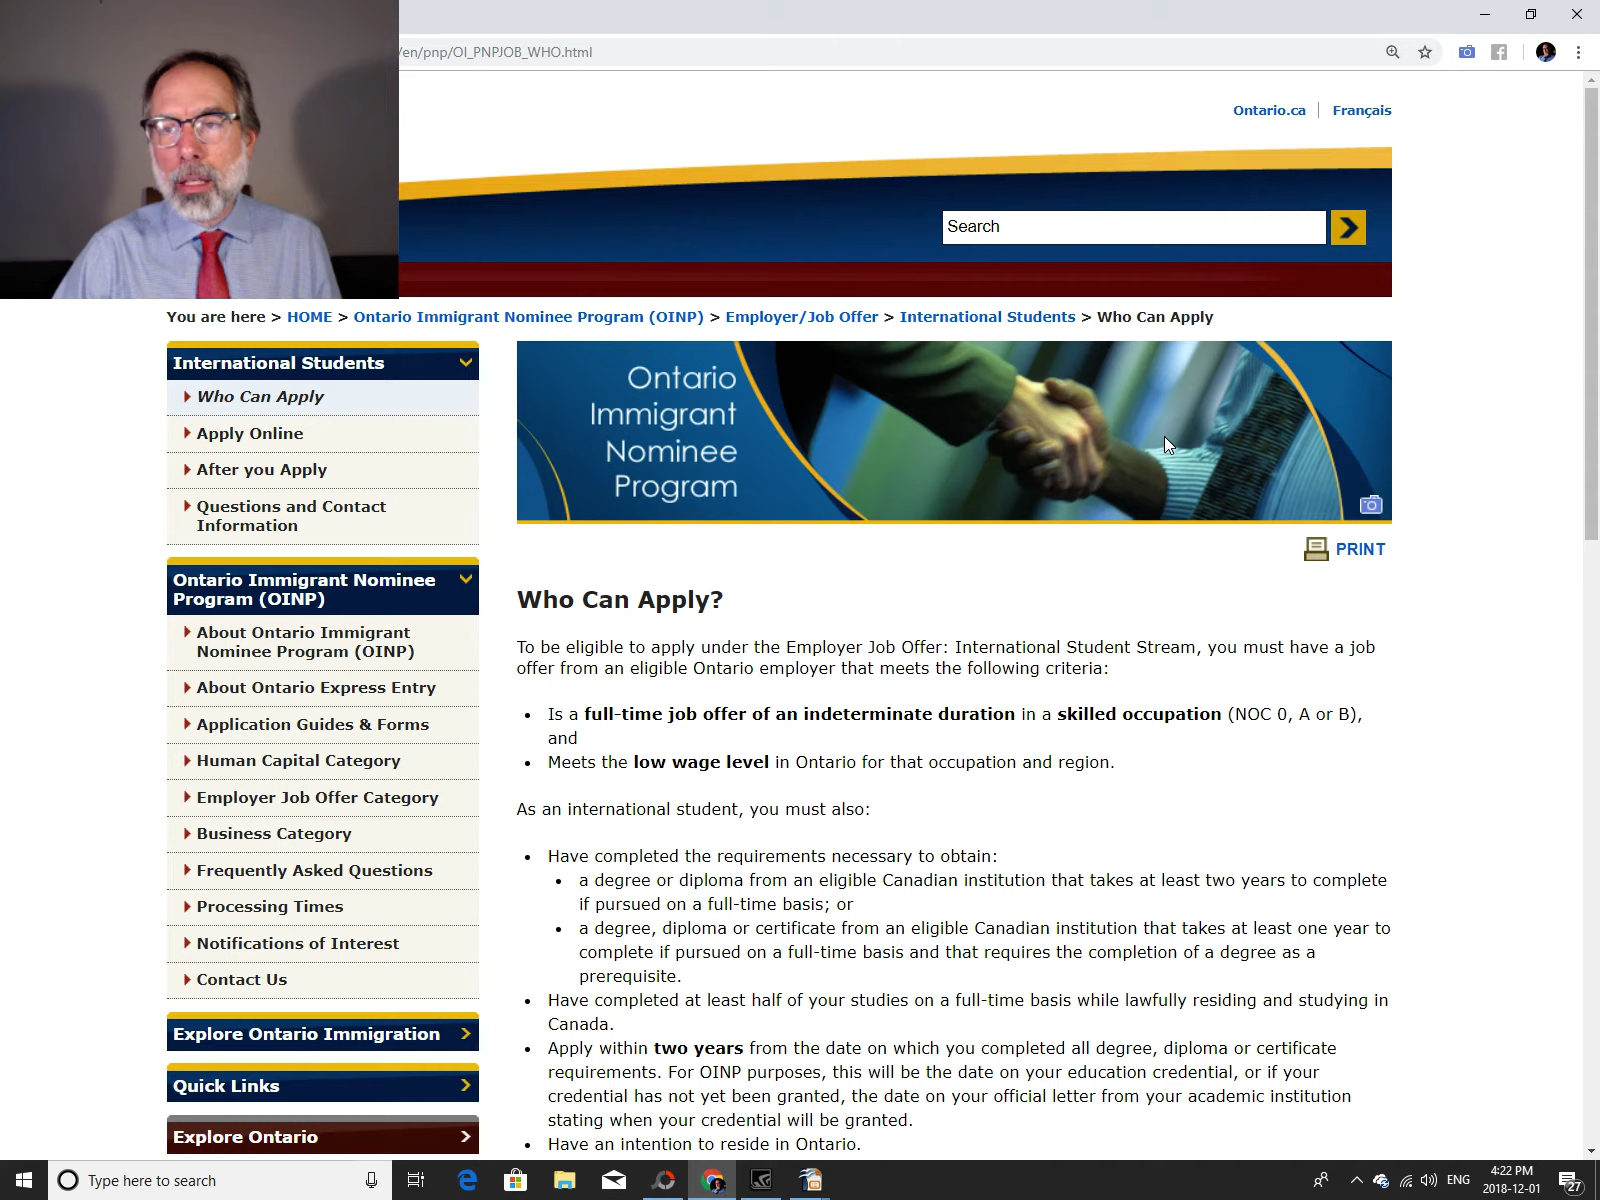 /en/pnp/OI_PNPJOB_WHO.html
Ontario.ca
Français
Search
You are here > HOME > Ontario Immigrant Nominee Program (OINP) > Employer/Job Offer > International Students > Who Can Apply
International Students
Who Can Apply
Apply Online
After you Apply
Questions and Contact
Information
Ontario Immigrant Nominee
Program (OINP)
About Ontario Immigrant
Nominee Program (OINP)
About Ontario Express Entry
Application Guides & Forms
Human Capital Category
Employer Job Offer Category
Business Category
Frequently Asked Questions
Processing Times
Notifications of Interest
Contact Us
Explore Ontario Immigration
Quick Links
Explore Ontario
Ontario
Immigrant
Nominee
Program
PRINT
Who Can Apply?
To be eligible to apply under the Employer Job Offer: International Student Stream, you must have a job
offer from an eligible Ontario employer that meets the following criteria:
• Is a full-time job offer of an indeterminate duration in a skilled occupation (NOC 0, A or B),
and
• Meets the low wage level in Ontario for that occupation and region.
As an international student, you must also:
• Have completed the requirements necessary to obtain:
• a degree or diploma from an eligible Canadian institution that takes at least two years to complete
if pursued on a full-time basis; or
• a degree, diploma or certificate from an eligible Canadian institution that takes at least one year to
complete if pursued on a full-time basis and that requires the completion of a degree as a
prerequisite.
• Have completed at least half of your studies on a full-time basis while lawfully residing and studying in
Canada.
• Apply within two years from the date on which you completed all degree, diploma or certificate
requirements. For OINP purposes, this will be the date on your education credential, or if your
credential has not yet been granted, the date on your official letter from your academic institution
stating when your credential will be granted.
• Have an intention to reside in Ontario.
Type here to search
ENG
4:22 PM
2018-12-01
27